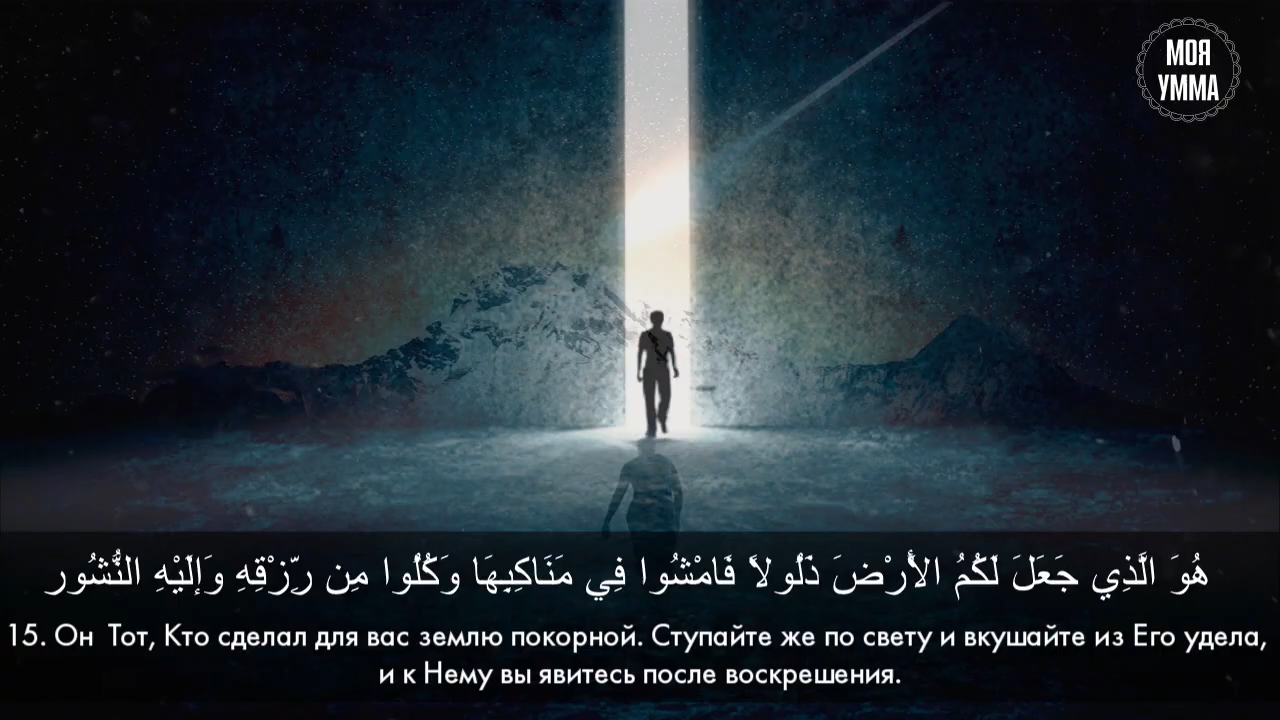 МОЯ
УММА
هُوَ الَّذِي جَعَلَ لَكُمُ الأَرْضَ ذَلُولاً فَامْشُوا فِي مَنَاكِبِهَا وَكُلُوا مِن رِّزْقِهِ وَإِلَيْهِ النُّشُور
15. Он Тот, Кто сделал для вас землю покорной. Ступайте же по свету и вкушайте из Его удела,
и к Нему вы явитесь после воскрешения.